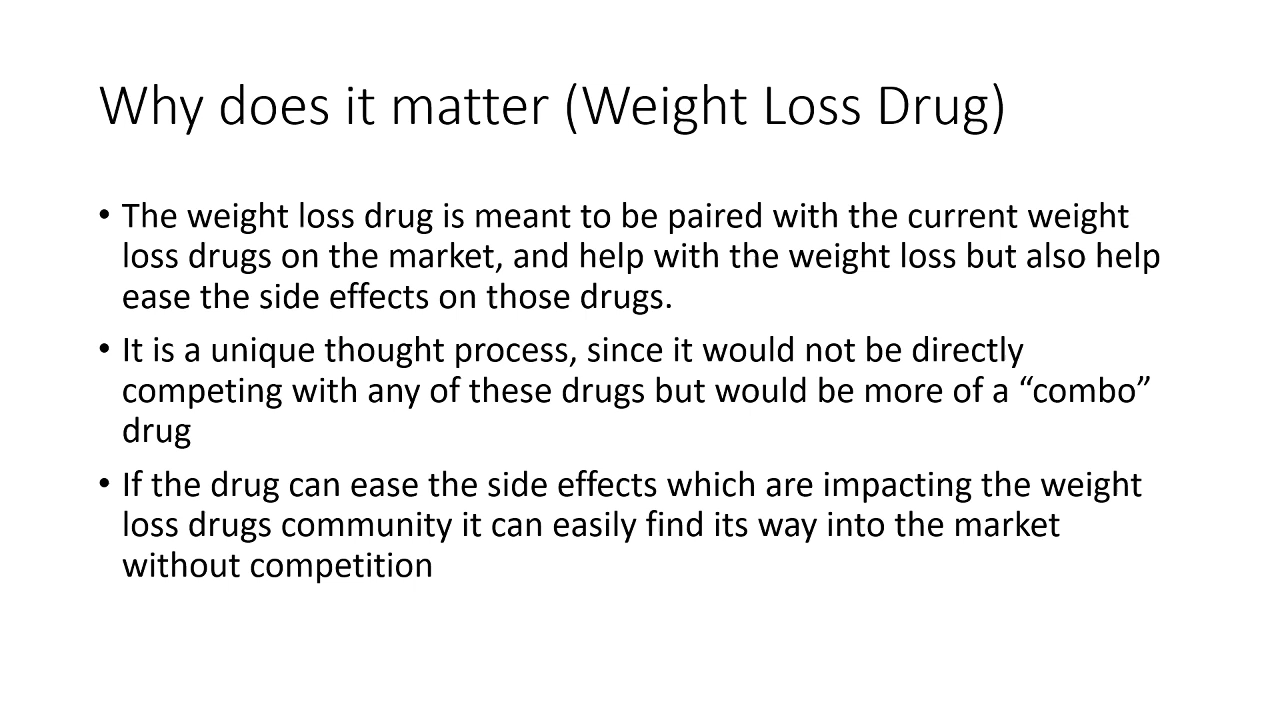 Why does it matter (Weight Loss Drug)
• The weight loss drug is meant to be paired with the current weight
loss drugs on the market, and help with the weight loss but also help
ease the side effects on those drugs.
• It is a unique thought process, since it would not be directly
competing with any of these drugs but would be more of a “combo”
drug
• If the drug can ease the side effects which are impacting the weight
loss drugs community it can easily find its way into the market
without competition